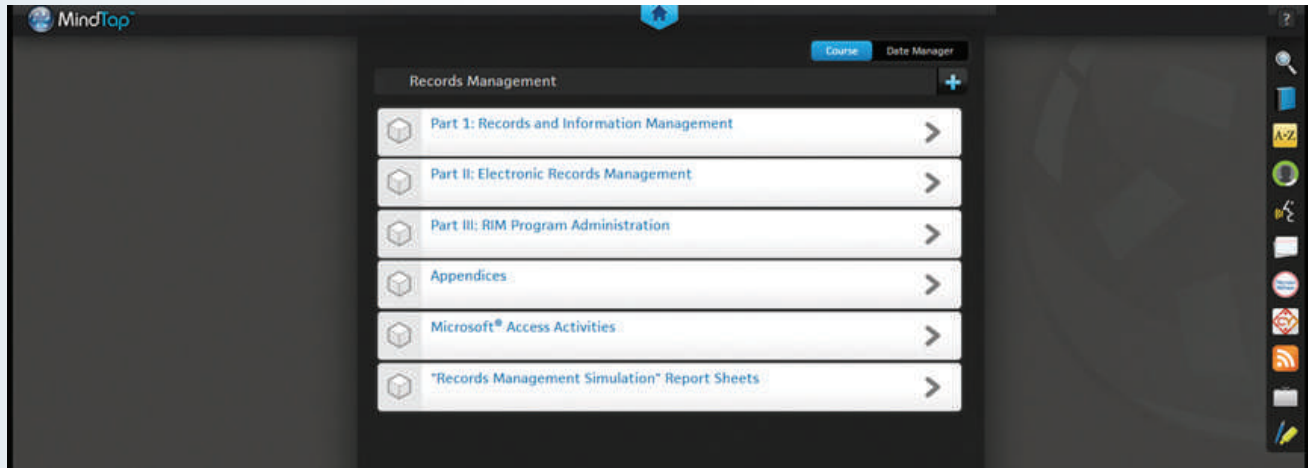 MindTap™
?
Course Date Manager
Records Management
Part 1: Records and Information Management
Part II: Electronic Records Management
A-Z
Part III: RIM Program Administration
Appendices
Microsoft® Access Activities
"Records Management Simulation" Report Sheets